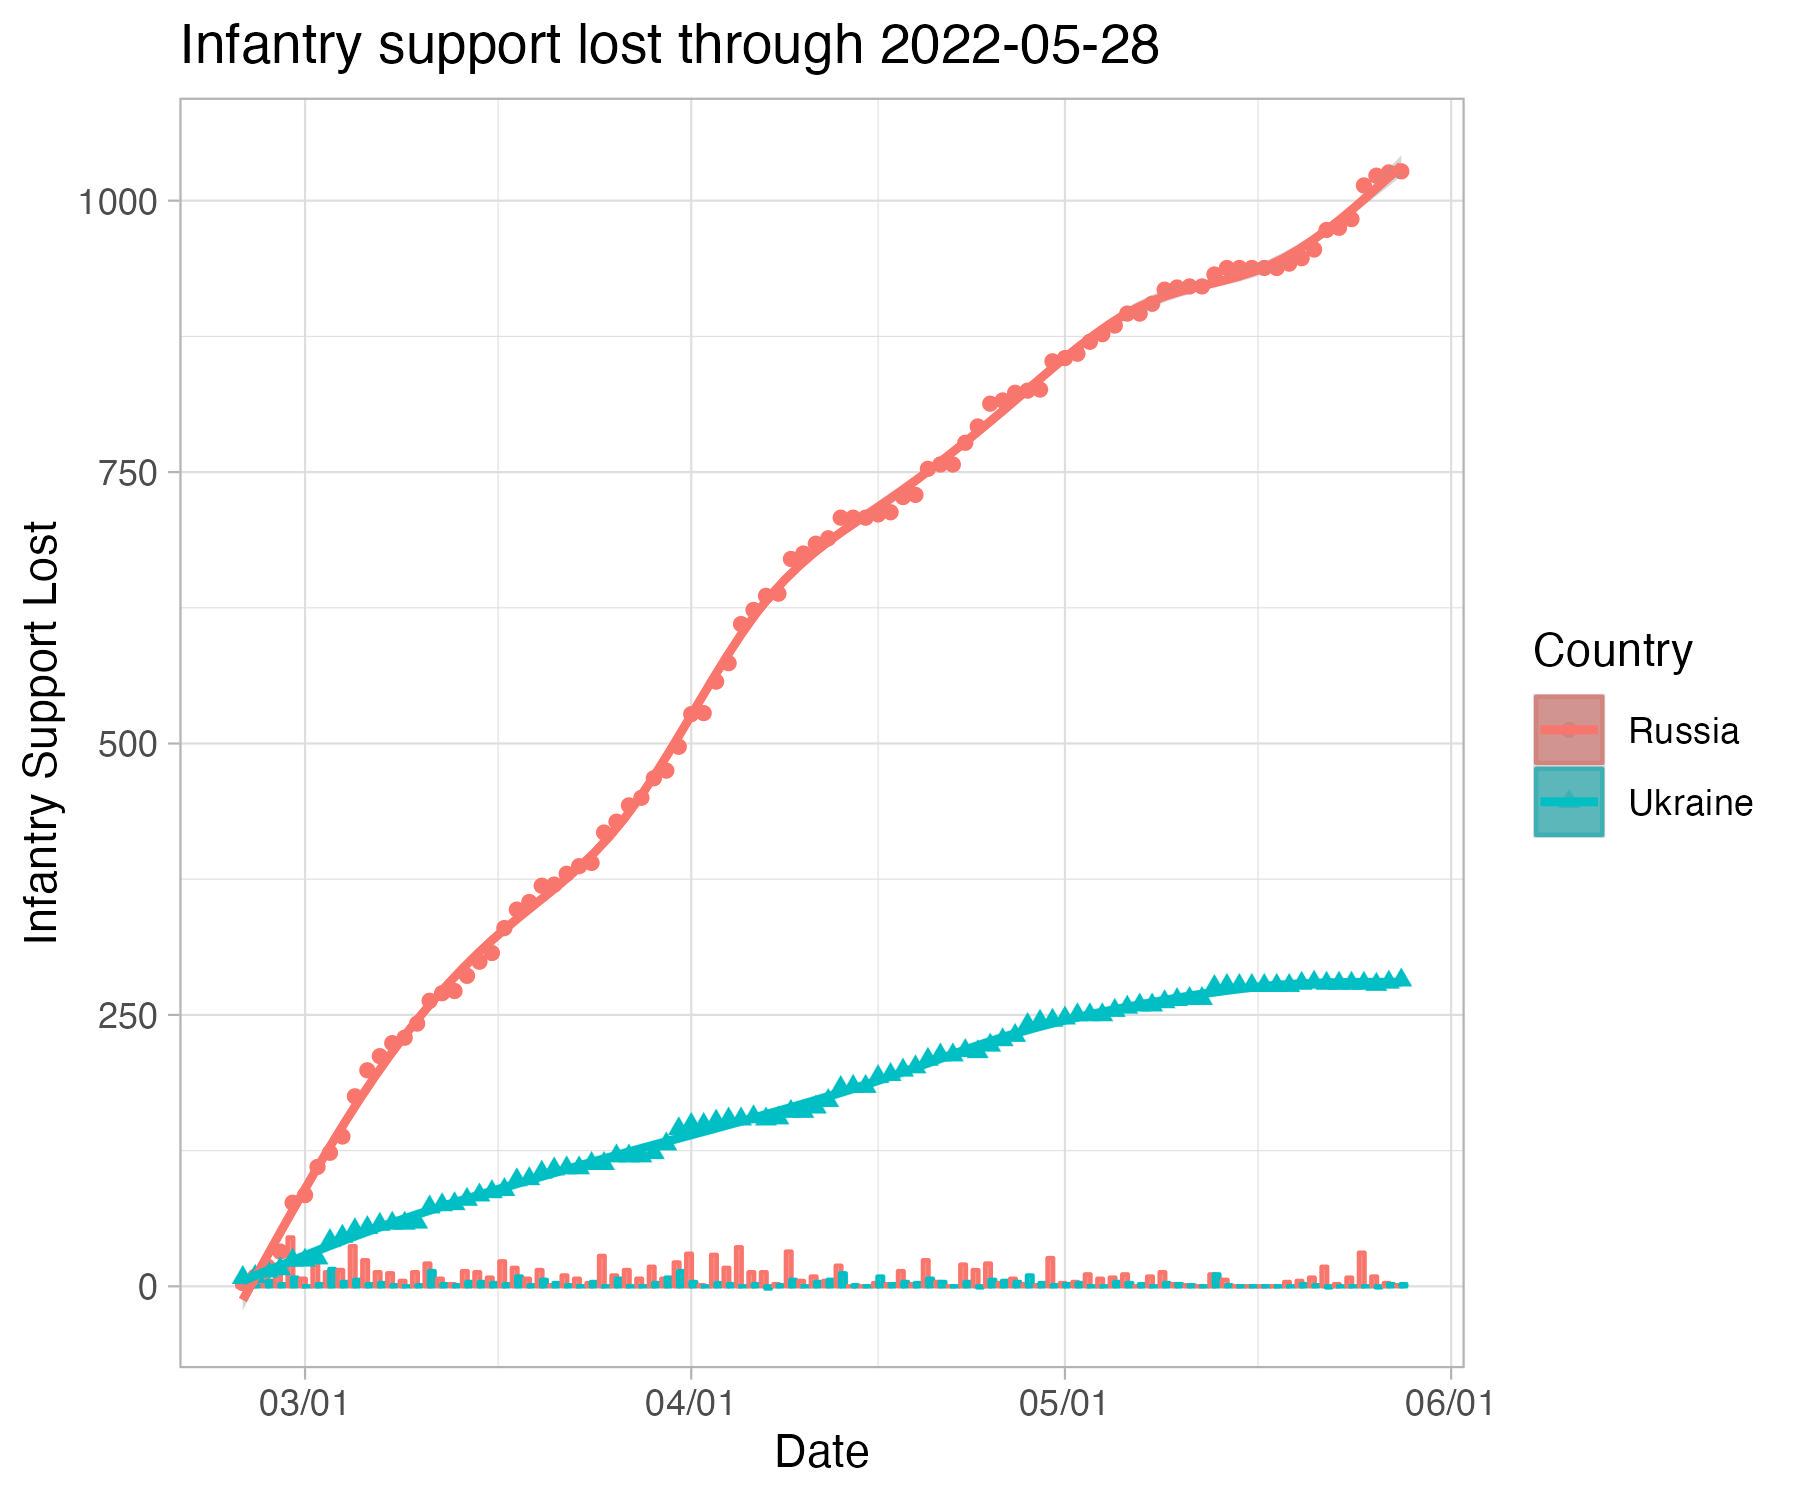 Infantry support lost through 2022-05-28
Infantry Support Lost
1000
750
500
250
0
03/01
04/01
05/01
06/01
Date
Country
Russia
Ukraine